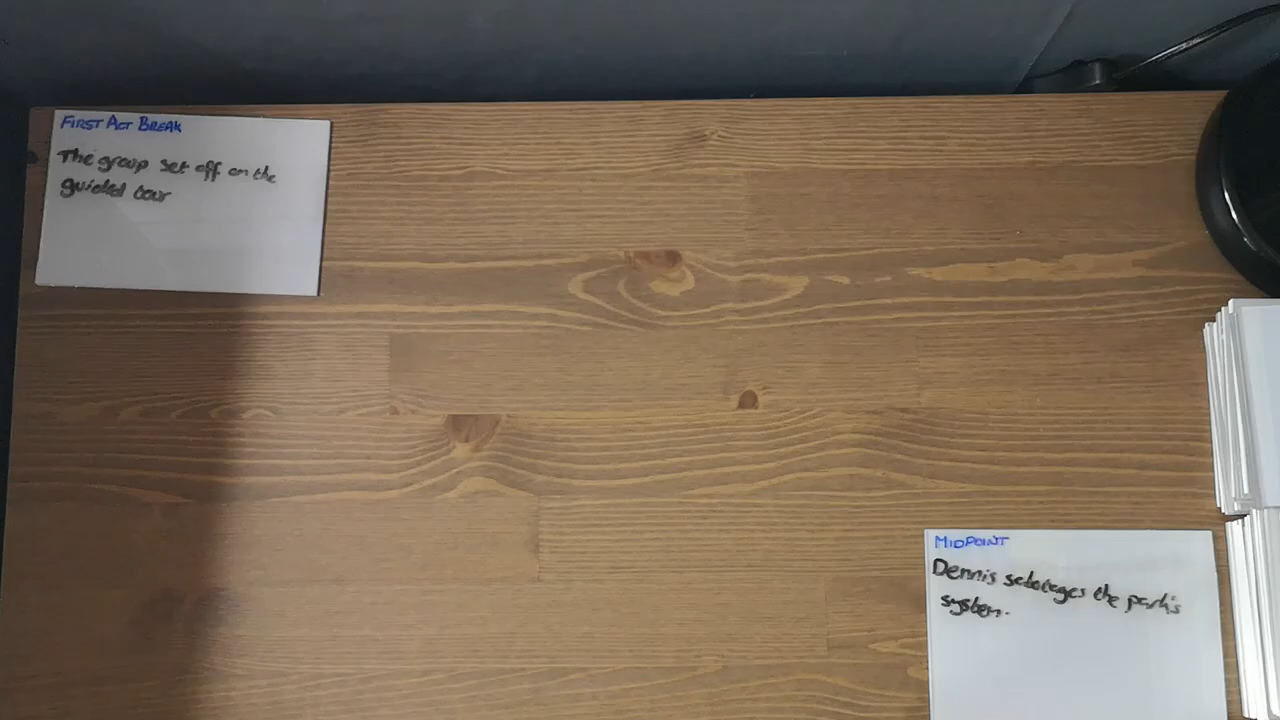 FIRST ACT BREAK
The group set off on the
guided tour
MIDPOINT
Dennis sabotages the park's
system.